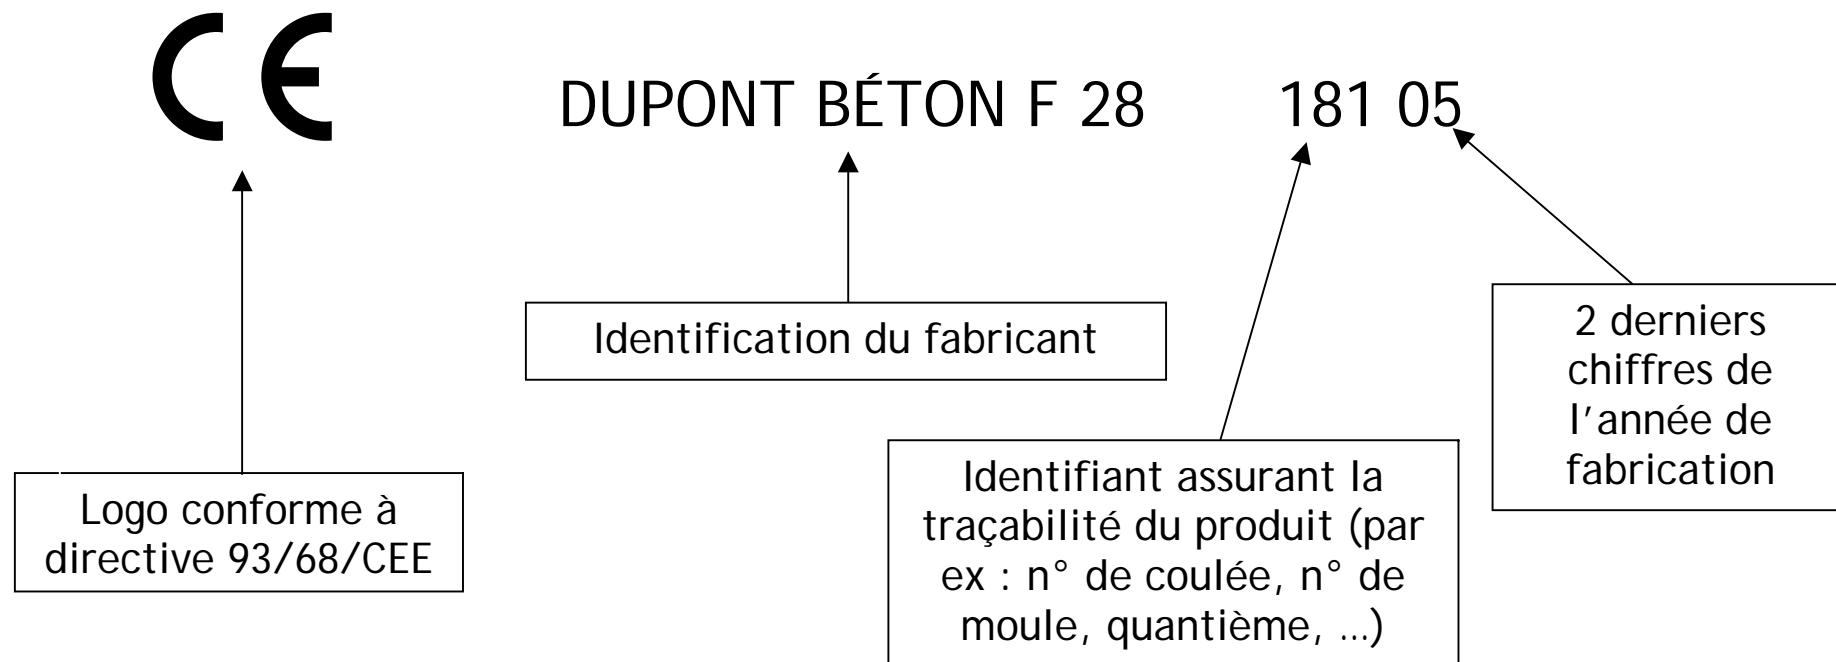 CE
DUPONT BÉTON F 28 181 05
Identification du fabricant
2 derniers
chiffres de
l’année de
fabrication
Logo conforme à
directive 93/68/CEE
Identifiant assurant la
traçabilité du produit (par
ex : n° de coulée, n° de
moule, quantième, ...)